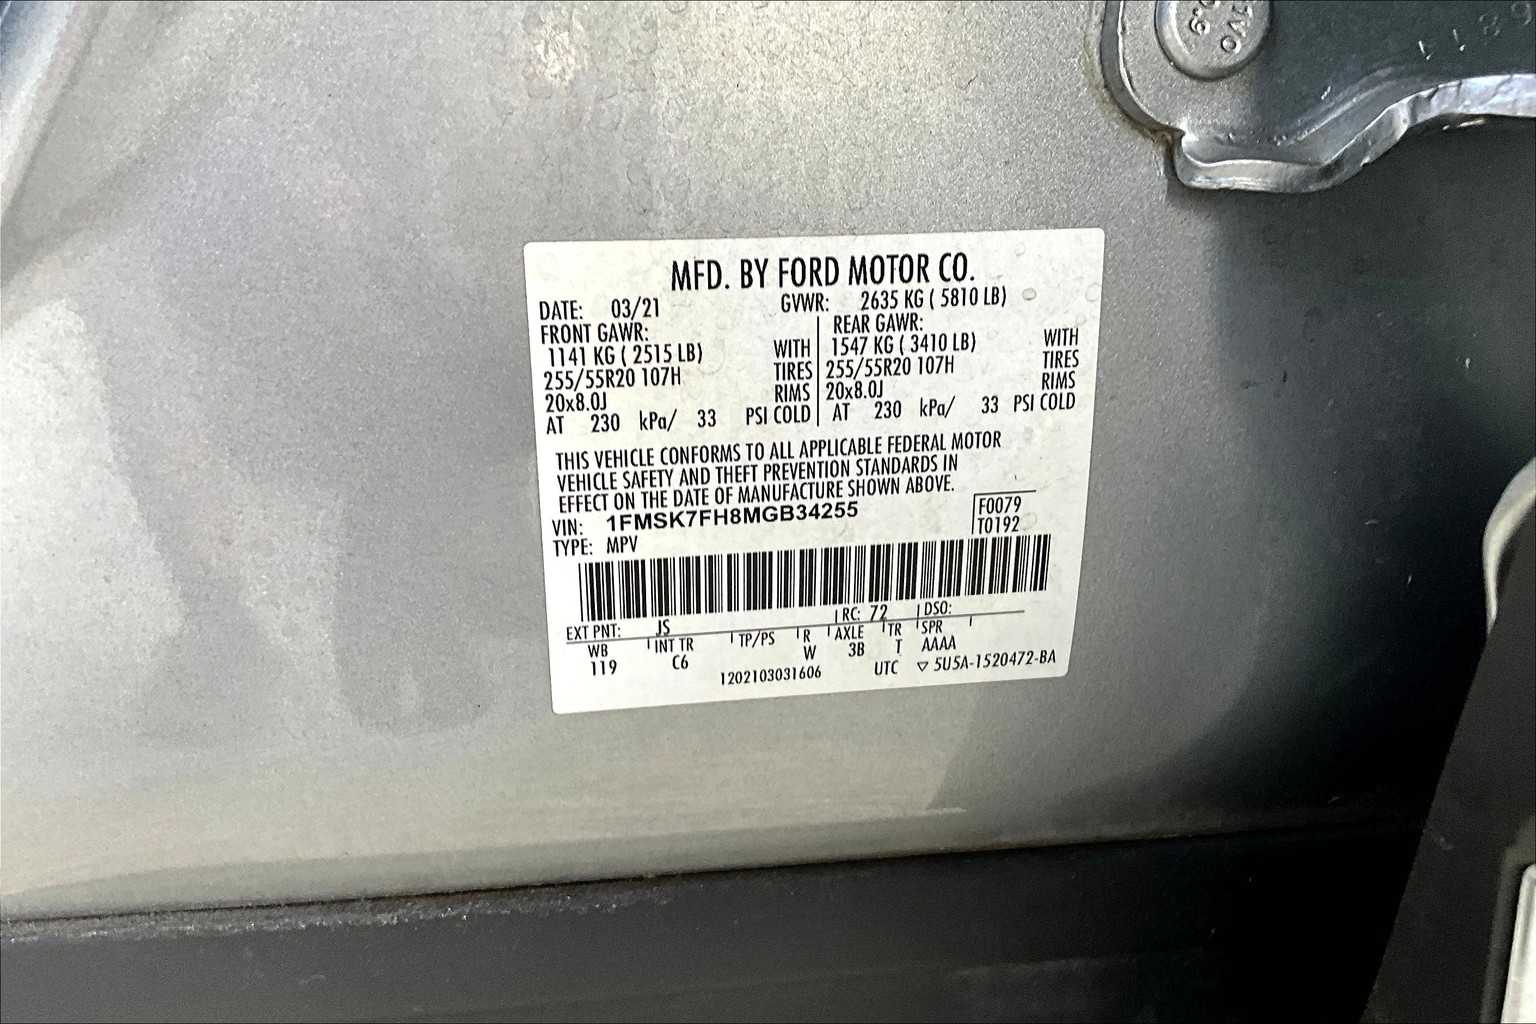 1V0
0.9
6811
MFD. BY FORD MOTOR CO.
DATE: 03/21 GVWR: 2635 KG ( 5810 LB)
FRONT GAWR: REAR GAWR:
1141 KG ( 2515 LB) WITH 1547 KG ( 3410 LB) WITH
255/55R20 107H TIRES 255/55R20 107H TIRES
20x8.0J RIMS 20x8.0J RIMS
AT 230 kPa/ 33 PSI COLD AT 230 kPa/ 33 PSI COLD
THIS VEHICLE CONFORMS TO ALL APPLICABLE FEDERAL MOTOR
VEHICLE SAFETY AND THEFT PREVENTION STANDARDS IN
EFFECT ON THE DATE OF MANUFACTURE SHOWN ABOVE.
VIN: 1FMSK7FH8MGB34255 F0079
TYPE: MPV T0192
EXT PNT: JS RC: 72 DSO:
WB INT TR TP/PS R AXLE TR SPR
119 C6 W 3B T AAAA
1202103031606 UTC ▽ 5U5A-1520472-BA